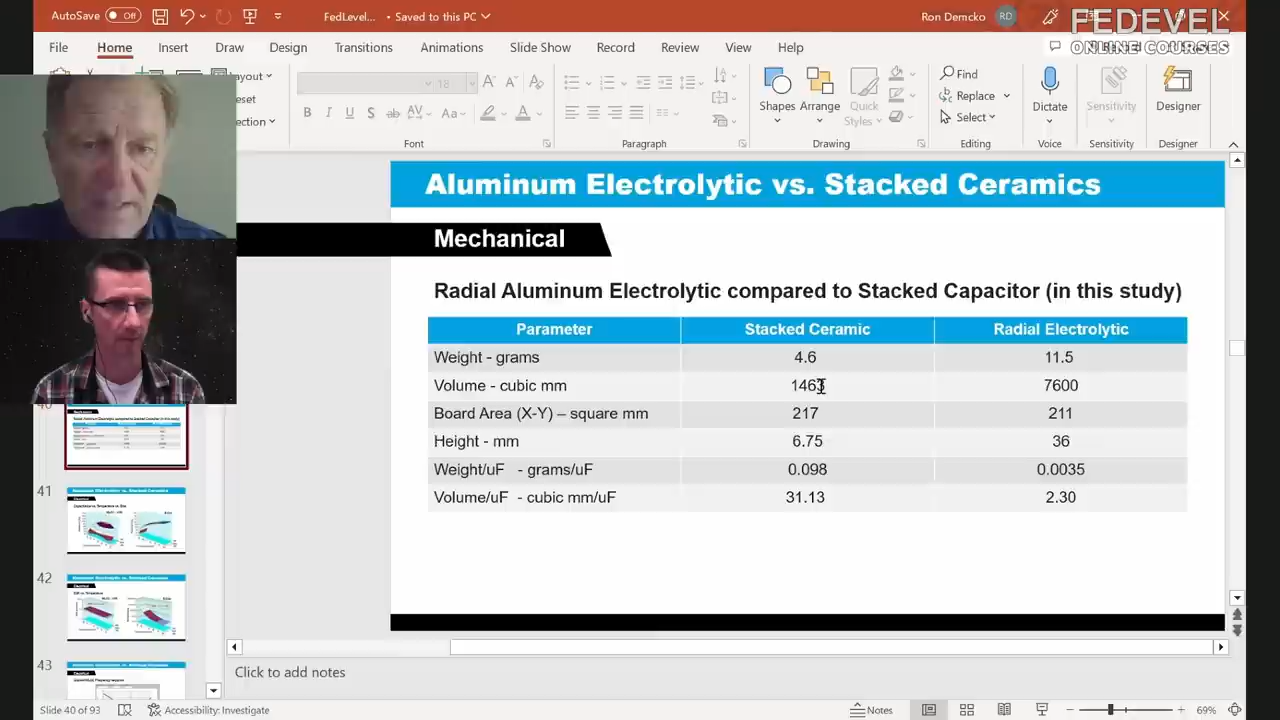 AutoSave Off FedLevel... • Saved to this PC Ron Demcko RD
FEDEVEL
ONLINE COURSES
File Home Insert Draw Design Transitions Animations Slide Show Record Review View Help
18
Find
Replace
Select
Shapes Arrange Quick Styles
Dictate Sensitivity Designer
Font Paragraph Drawing Editing Voice Sensitivity Designer
Aluminum Electrolytic vs. Stacked Ceramics
Mechanical
Radial Aluminum Electrolytic compared to Stacked Capacitor (in this study)
Parameter Stacked Ceramic Radial Electrolytic
Weight - grams 4.6 11.5
Volume - cubic mm 1463 7600
Board Area (X-Y) – square mm 217 211
Height - mm 6.75 36
Weight/uF - grams/uF 0.098 0.0035
Volume/uF - cubic mm/uF 31.13 2.30
40
41
42
43
Click to add notes
Slide 40 of 93 Accessibility: Investigate Notes 69%